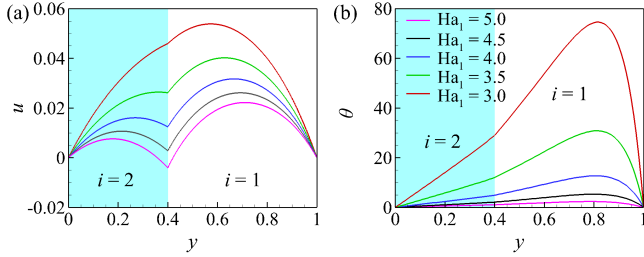 (a)
0.06
0.04
0.02
0
-0.02
u
i = 2
i = 1
0
0.2
0.4
0.6
0.8
1
y
(b)
80
60
40
20
0
θ
Ha₁ = 5.0
Ha₁ = 4.5
Ha₁ = 4.0
Ha₁ = 3.5
Ha₁ = 3.0
i = 1
i = 2
0
0.2
0.4
0.6
0.8
1
y